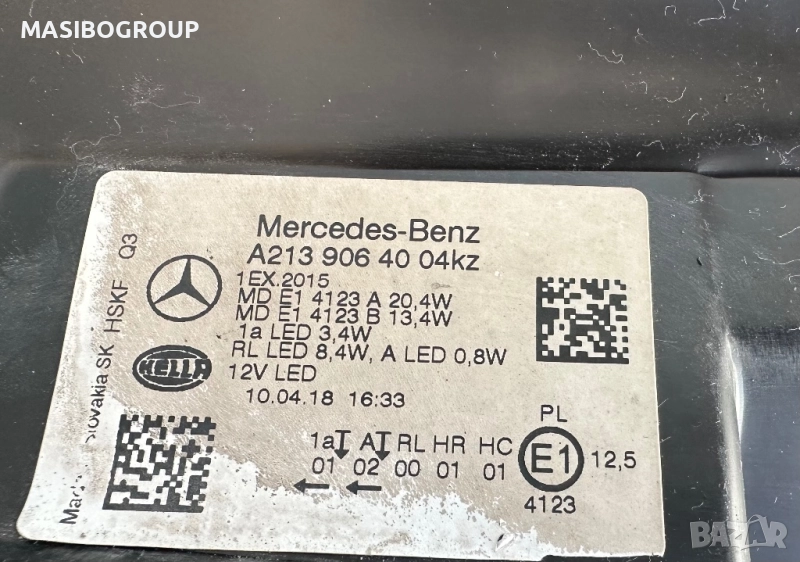 MASIBOGROUP
Mercedes-Benz
A213 906 40 04kz
1EX.2015
MD E1 4123 A 20,4W
MD E1 4123 B 13,4W
1a LED 3,4W
RL LED 8,4W, A LED 0,8W
12V LED
10.04.18 16:33
HELLA
SK HSKF Q3
PL
1a A RL HR HC
01 02 00 01 01
E1
12,5
4123
BAZAR